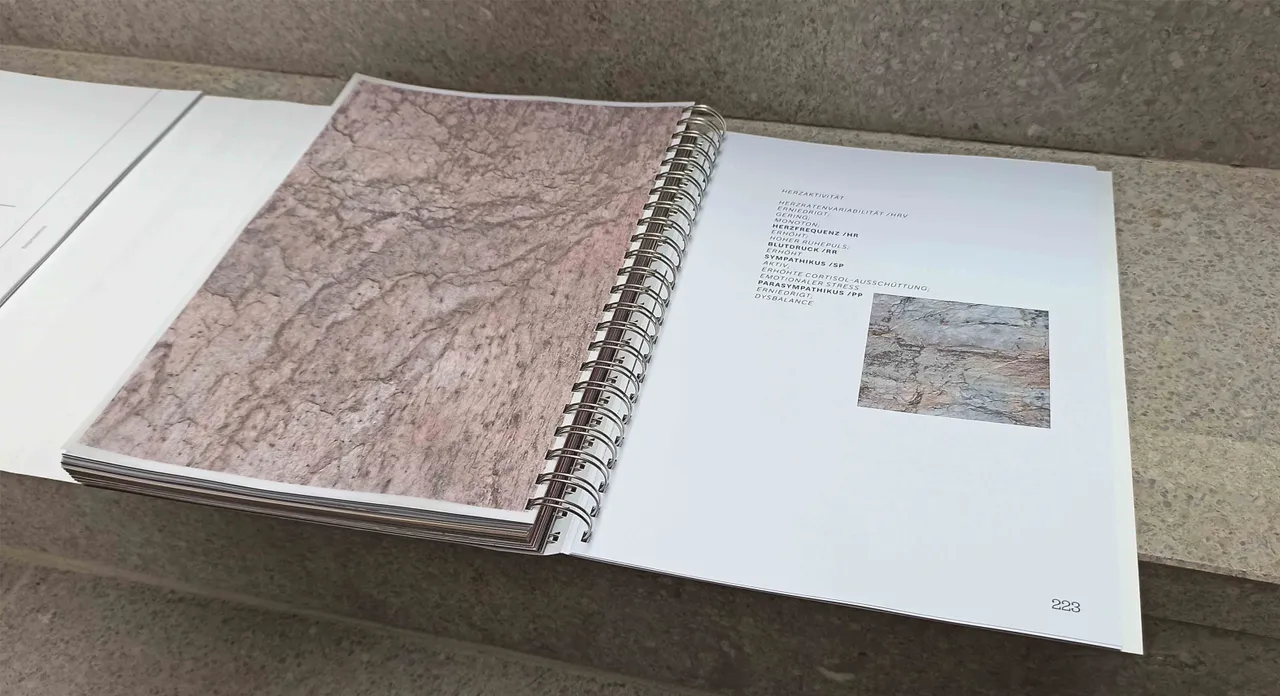 HERZAKTIVITÄT
HERZRATENVARIABILITÄT /HRV
ERNIEDRIGT;
GERING;
MONOTON;
HERZFREQUENZ /HR
ERHÖHT;
HOHER RUHEPULS;
BLUTDRUCK /RR
ERHÖHT
SYMPATHIKUS /SP
AKTIV;
ERHÖHTE CORTISOL-AUSSCHÜTTUNG;
EMOTIONALER STRESS
PARASYMPATHIKUS /PP
ERNIEDRIGT;
DYSBALANCE
223